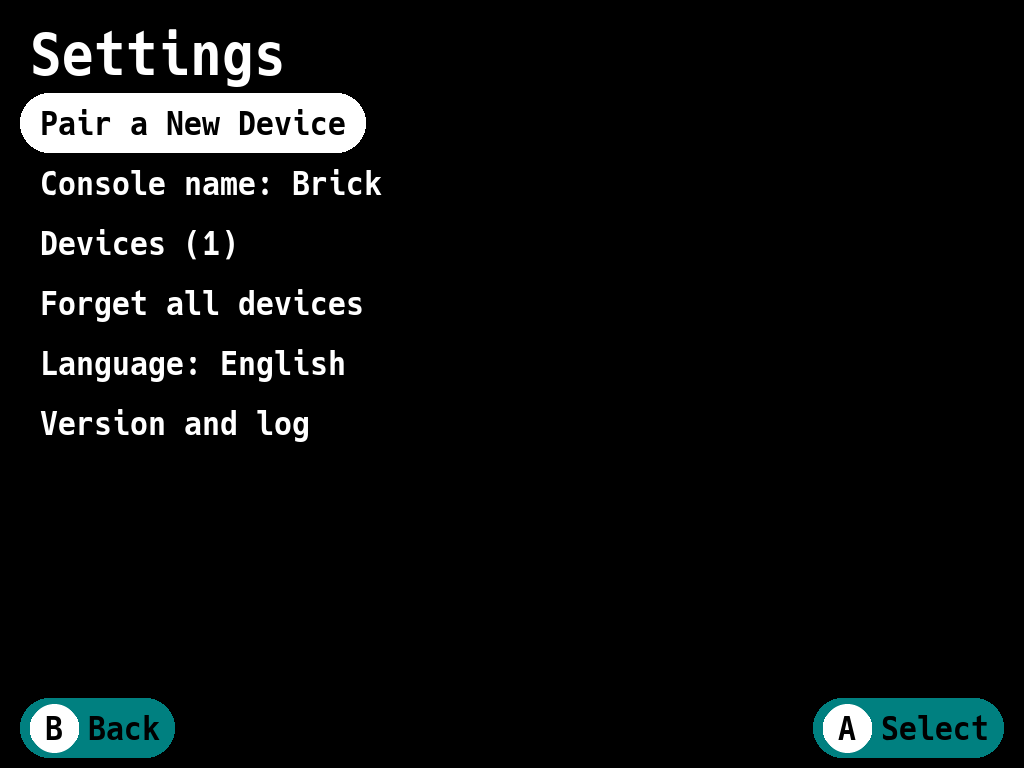 Settings
Pair a New Device
Console name: Brick
Devices (1)
Forget all devices
Language: English
Version and log
B Back
A Select